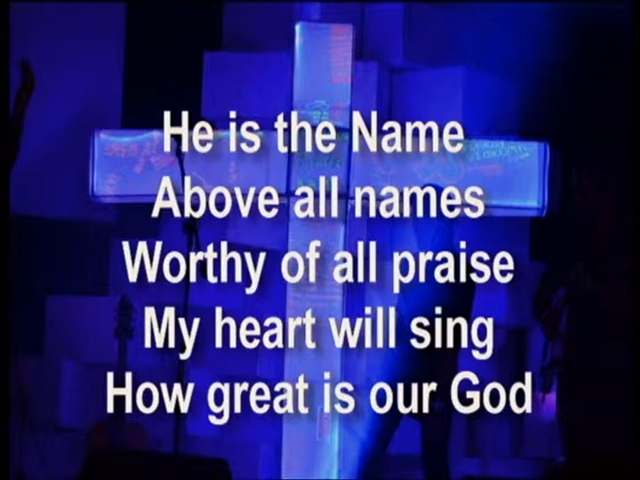 He is the Name
Above all names
Worthy of all praise
My heart will sing
How great is our God